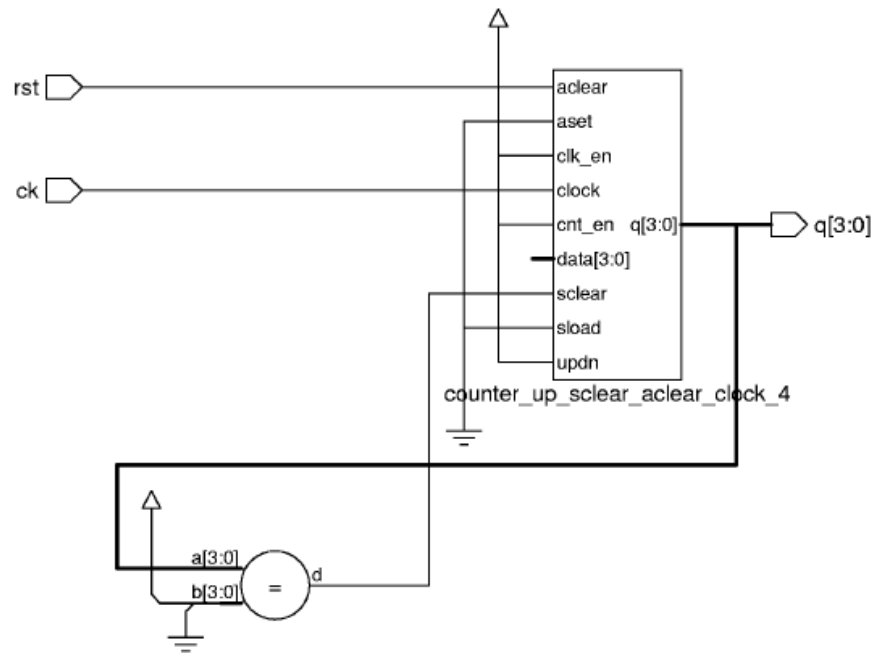 rst
aclear
aset
clk_en
ck
clock
cnt_en q[3:0]
q[3:0]
data[3:0]
sclear
sload
updn
counter_up_sclear_aclear_clock_4
a[3:0]
d
b[3:0]
=